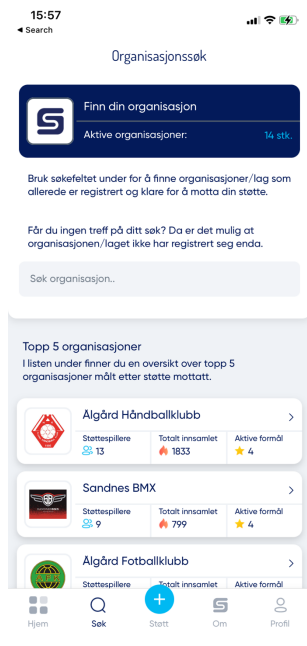 15:57
◀ Search
Organisasjonssøk
Finn din organisasjon
Aktive organisasjoner: 14 stk.
Bruk søkefeltet under for å finne organisasjoner/lag som
allerede er registrert og klare for å motta din støtte.
Får du ingen treff på ditt søk? Da er det mulig at
organisasjonen/laget ikke har registrert seg enda.
Søk organisasjon..
Topp 5 organisasjoner
I listen under finner du en oversikt over topp 5
organisasjoner målt etter støtte mottatt.
Ålgård Håndballklubb
Støttespillere Totalt innsamlet Aktive formål
13 1833 4
Sandnes BMX
Støttespillere Totalt innsamlet Aktive formål
9 799 4
Ålgård Fotballklubb
Støttespillere Totalt innsamlet Aktive formål
Hjem Søk Støtt Om Profil